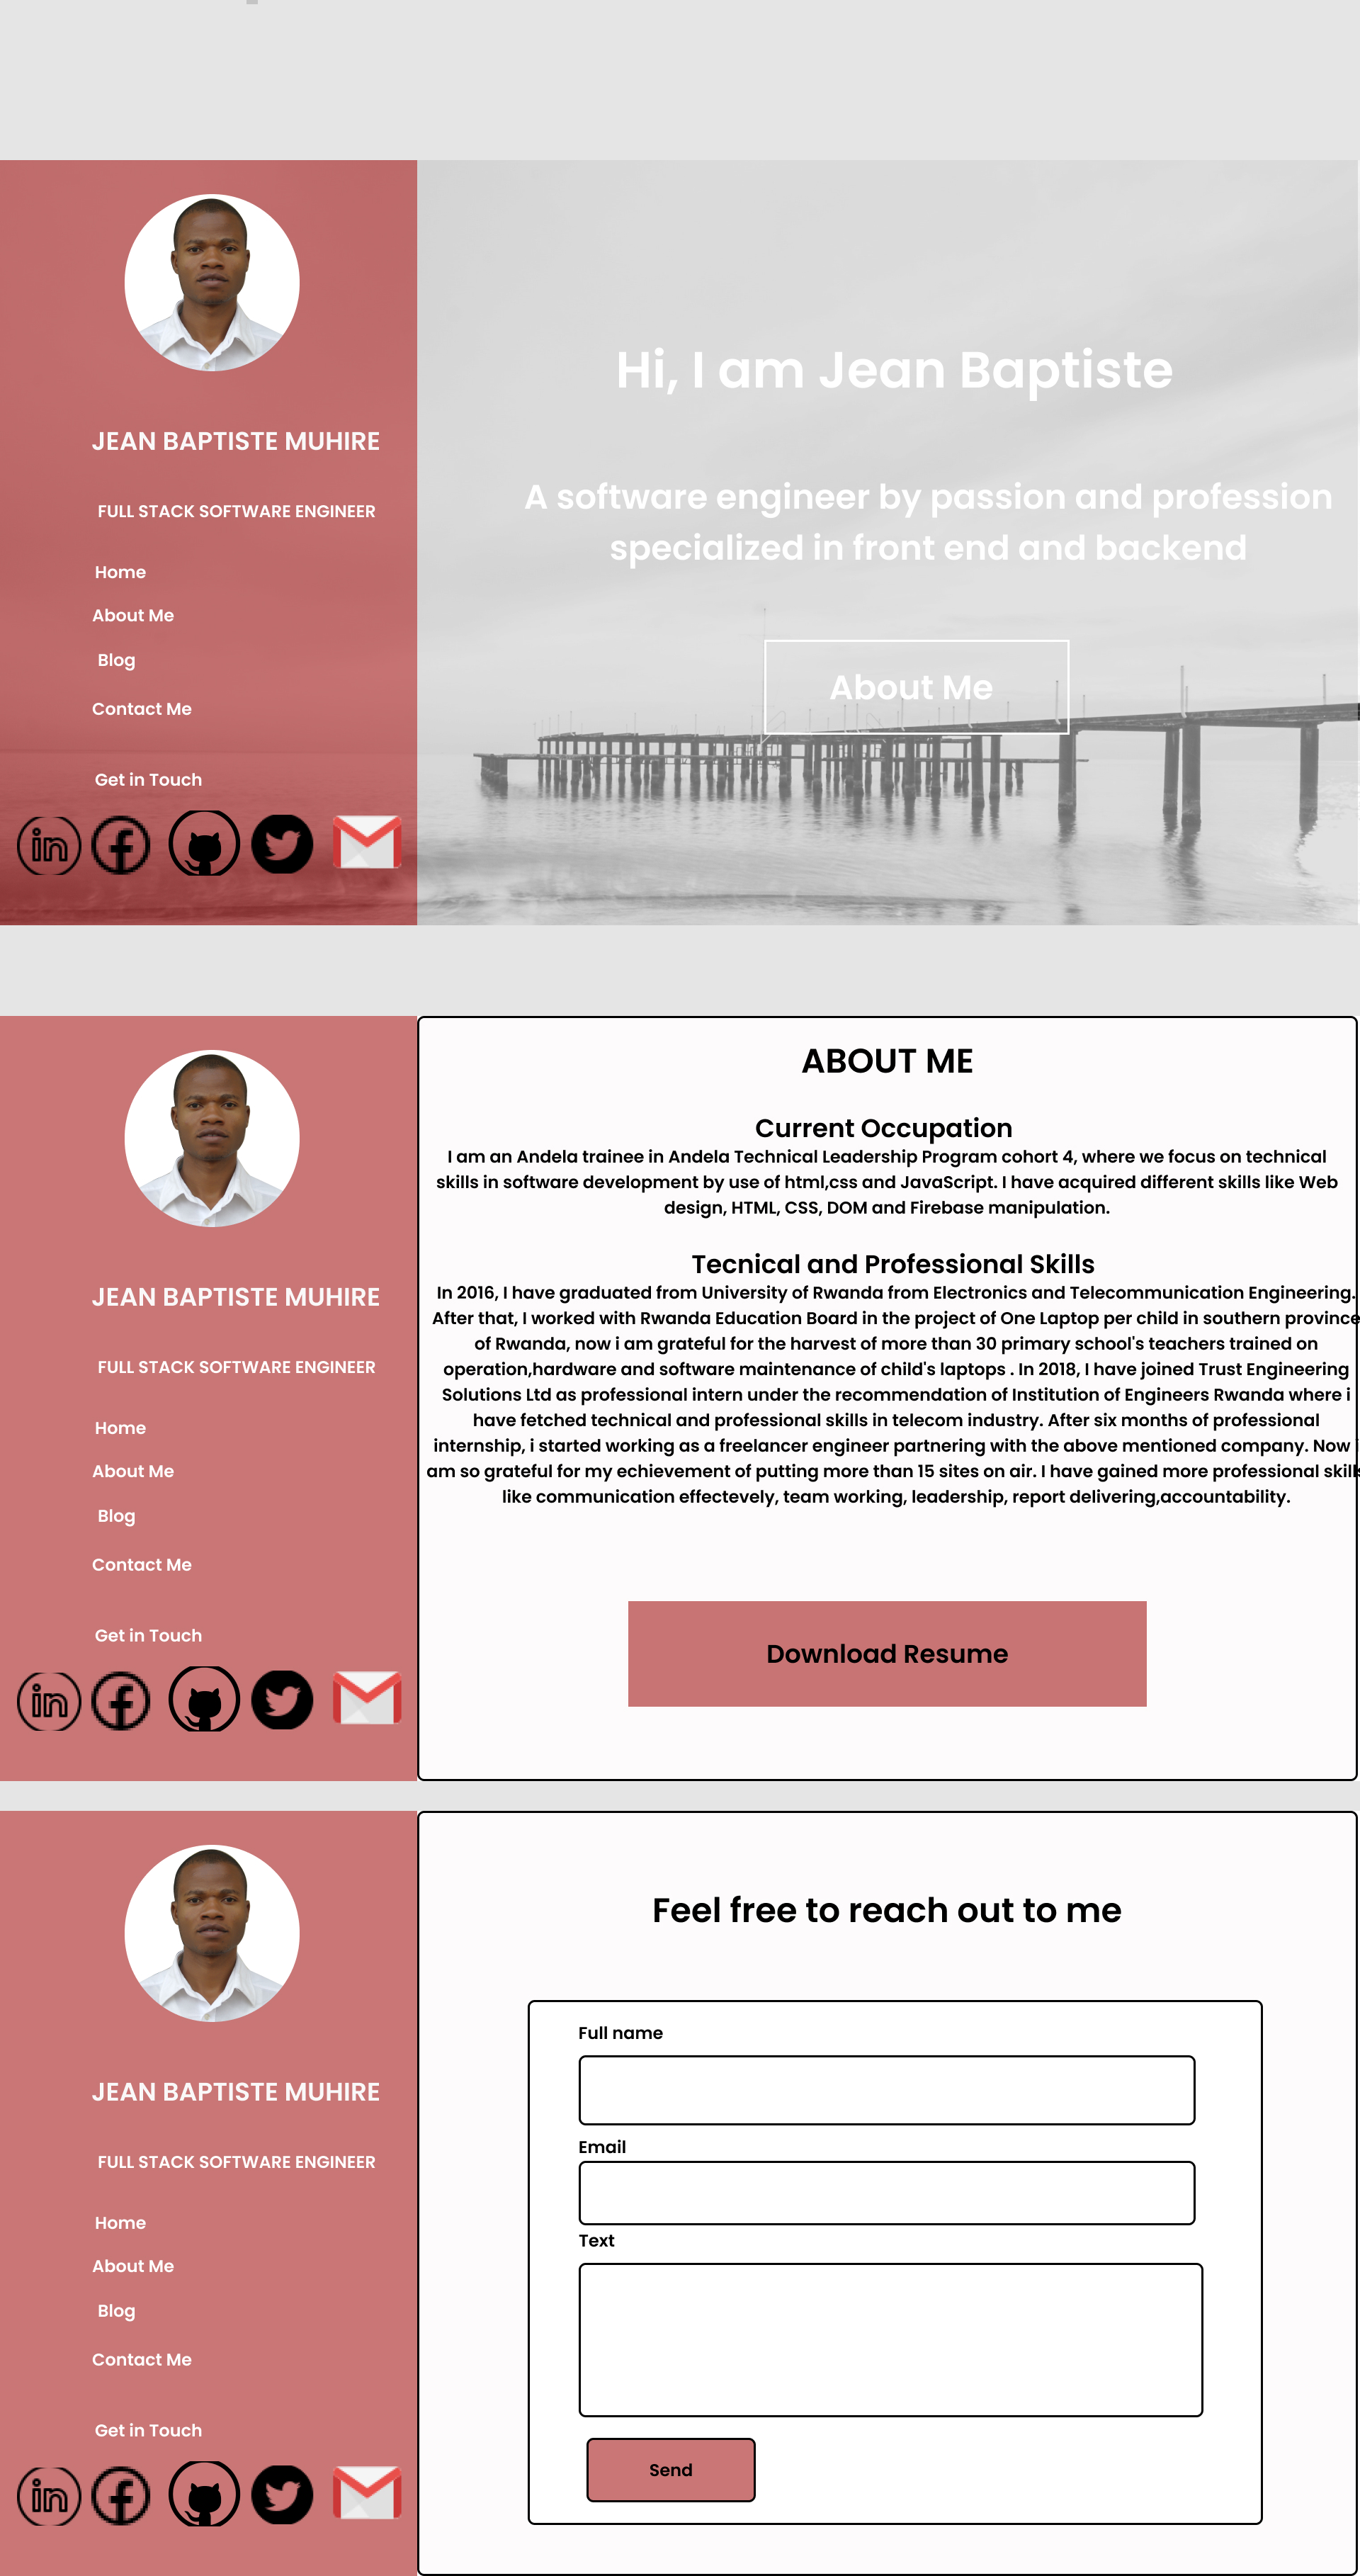 JEAN BAPTISTE MUHIRE
FULL STACK SOFTWARE ENGINEER
Home
About Me
Blog
Contact Me
Get in Touch
in f
Hi, I am Jean Baptiste
A software engineer by passion and profession
specialized in front end and backend
About Me
JEAN BAPTISTE MUHIRE
FULL STACK SOFTWARE ENGINEER
Home
About Me
Blog
Contact Me
Get in Touch
in f
ABOUT ME
Current Occupation
I am an Andela trainee in Andela Technical Leadership Program cohort 4, where we focus on technical
skills in software development by use of html,css and JavaScript. I have acquired different skills like Web
design, HTML, CSS, DOM and Firebase manipulation.
Tecnical and Professional Skills
In 2016, I have graduated from University of Rwanda from Electronics and Telecommunication Engineering.
After that, I worked with Rwanda Education Board in the project of One Laptop per child in southern province
of Rwanda, now i am grateful for the harvest of more than 30 primary school's teachers trained on
operation,hardware and software maintenance of child's laptops . In 2018, I have joined Trust Engineering
Solutions Ltd as professional intern under the recommendation of Institution of Engineers Rwanda where i
have fetched technical and professional skills in telecom industry. After six months of professional
internship, i started working as a freelancer engineer partnering with the above mentioned company. Now i
am so grateful for my echievement of putting more than 15 sites on air. I have gained more professional skills
like communication effectevely, team working, leadership, report delivering,accountability.
Download Resume
JEAN BAPTISTE MUHIRE
FULL STACK SOFTWARE ENGINEER
Home
About Me
Blog
Contact Me
Get in Touch
in f
Feel free to reach out to me
Full name
Email
Text
Send